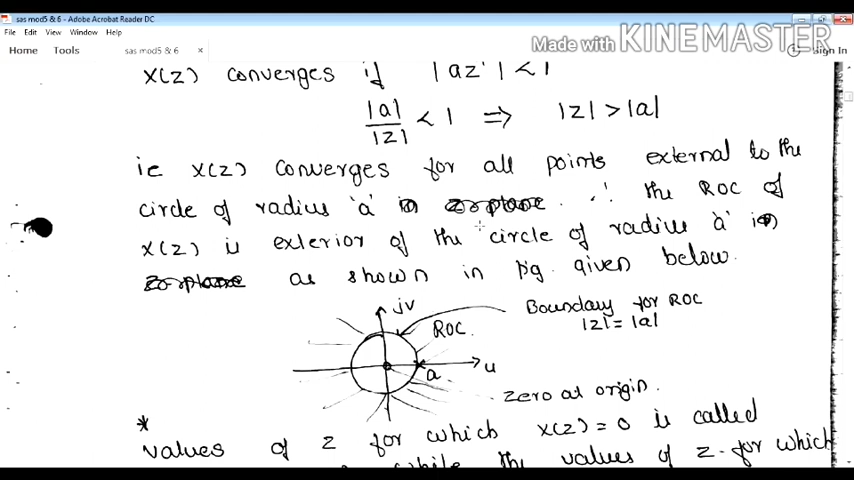 sas mod5 & 6 - Adobe Acrobat Reader DC
File Edit View Window Help
Home Tools sas mod5 & 6 × Sign In
Made with KINEMASTER
X(z) converges if |az⁻¹| < 1
|a|/|z| < 1 ⇒ |z| > |a|
ie X(z) converges for all points external to the
circle of radius 'a' in z-plane. ∴ the ROC of
X(z) is exterior of the circle of radius 'a' in
z-plane as shown in fig. given below.
jv
Boundary for ROC
|z| = |a|
ROC.
u
a
Zero at origin.
*
Values of z for which X(z) = 0 is called
while the values of z for which